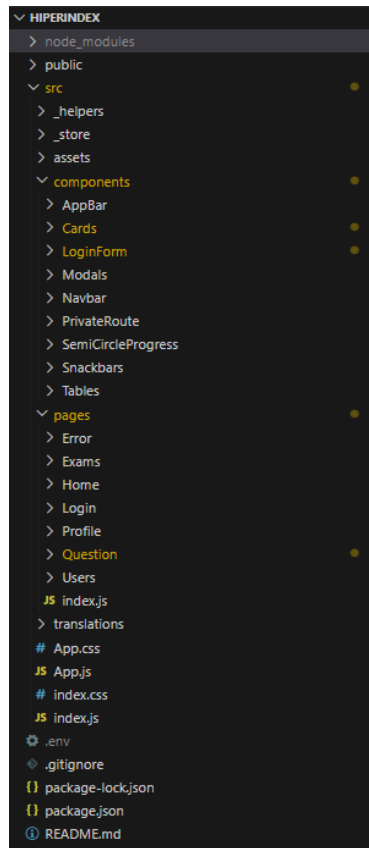 HIPERINDEX
node_modules
public
src
_helpers
_store
assets
components
AppBar
Cards
LoginForm
Modals
Navbar
PrivateRoute
SemiCircleProgress
Snackbars
Tables
pages
Error
Exams
Home
Login
Profile
Question
Users
JS index.js
translations
# App.css
JS App.js
# index.css
JS index.js
.env
.gitignore
{} package-lock.json
{} package.json
README.md